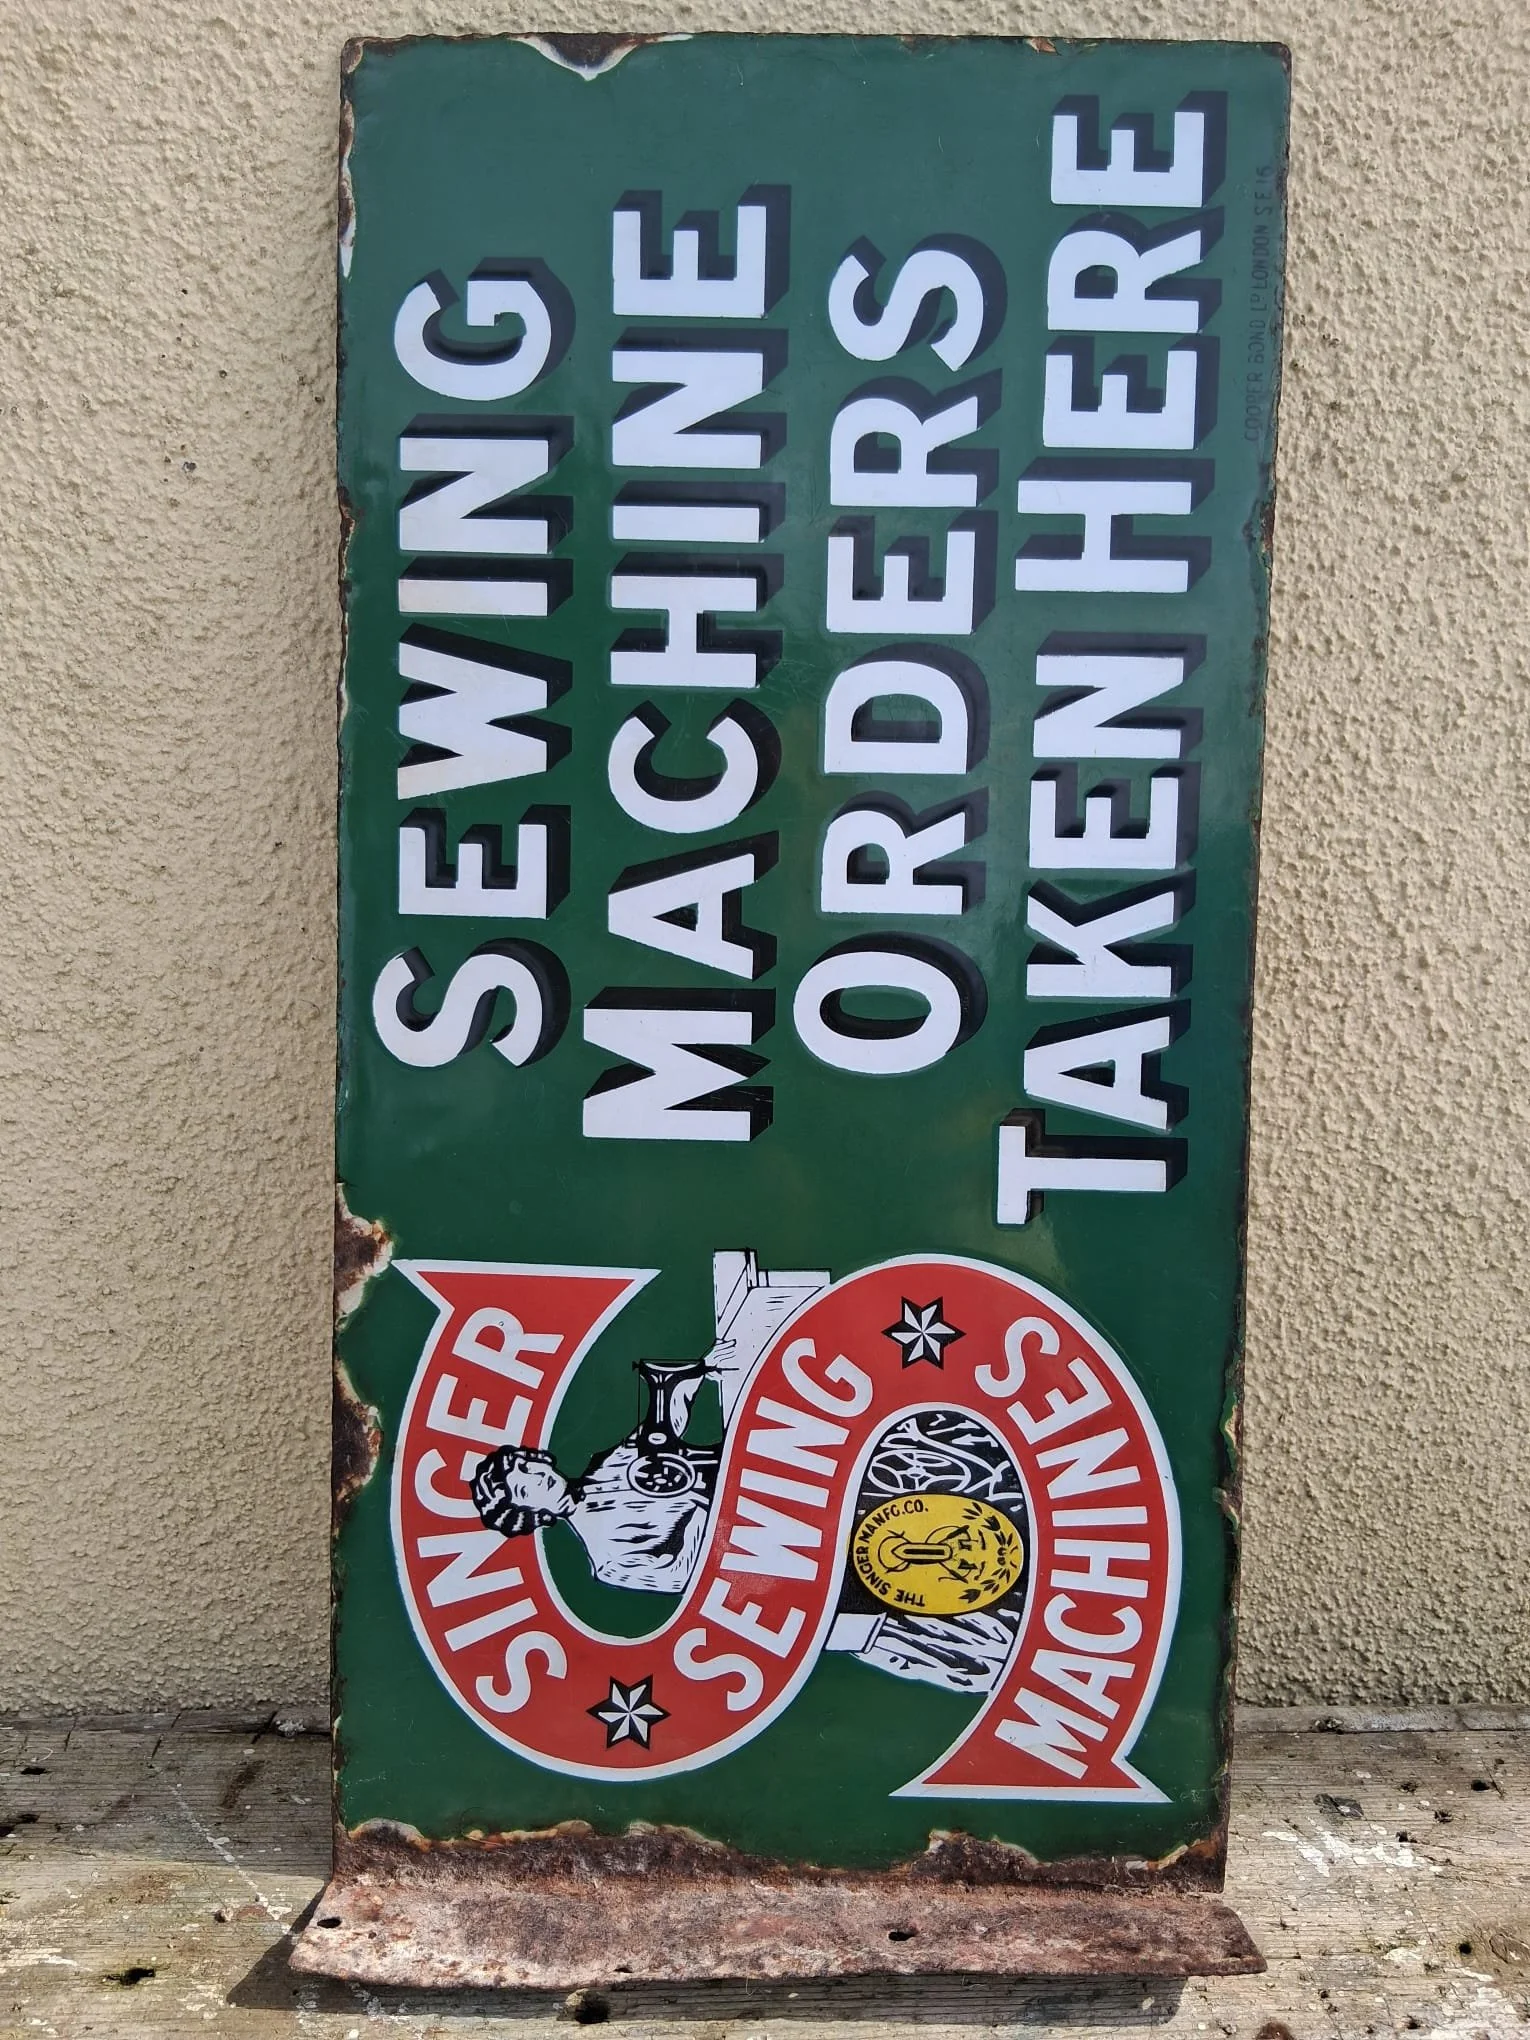 SINGER
SEWING
MACHINES
THE SINGER MANFG. CO.
SEWING
MACHINE
ORDERS
TAKEN HERE
COOPER BOND LD LONDON S E 16